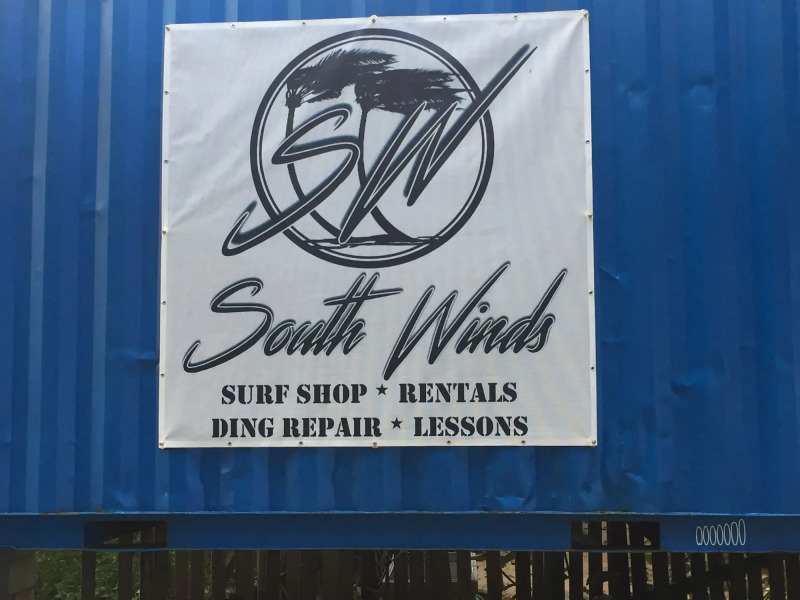 SW
South Winds
SURF SHOP ★ RENTALS
DING REPAIR ★ LESSONS